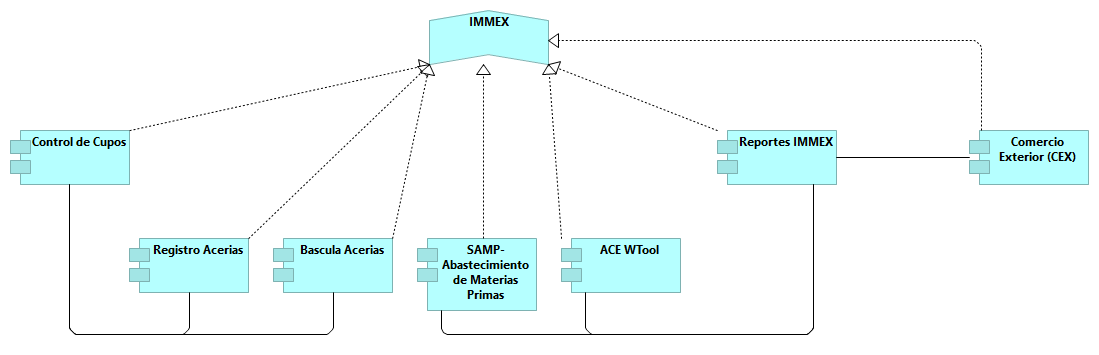 IMMEX
Control de Cupos
Reportes IMMEX
Comercio
Exterior (CEX)
Registro Acerias
Bascula Acerias
SAMP-
Abastecimiento
de Materias
Primas
ACE WTool